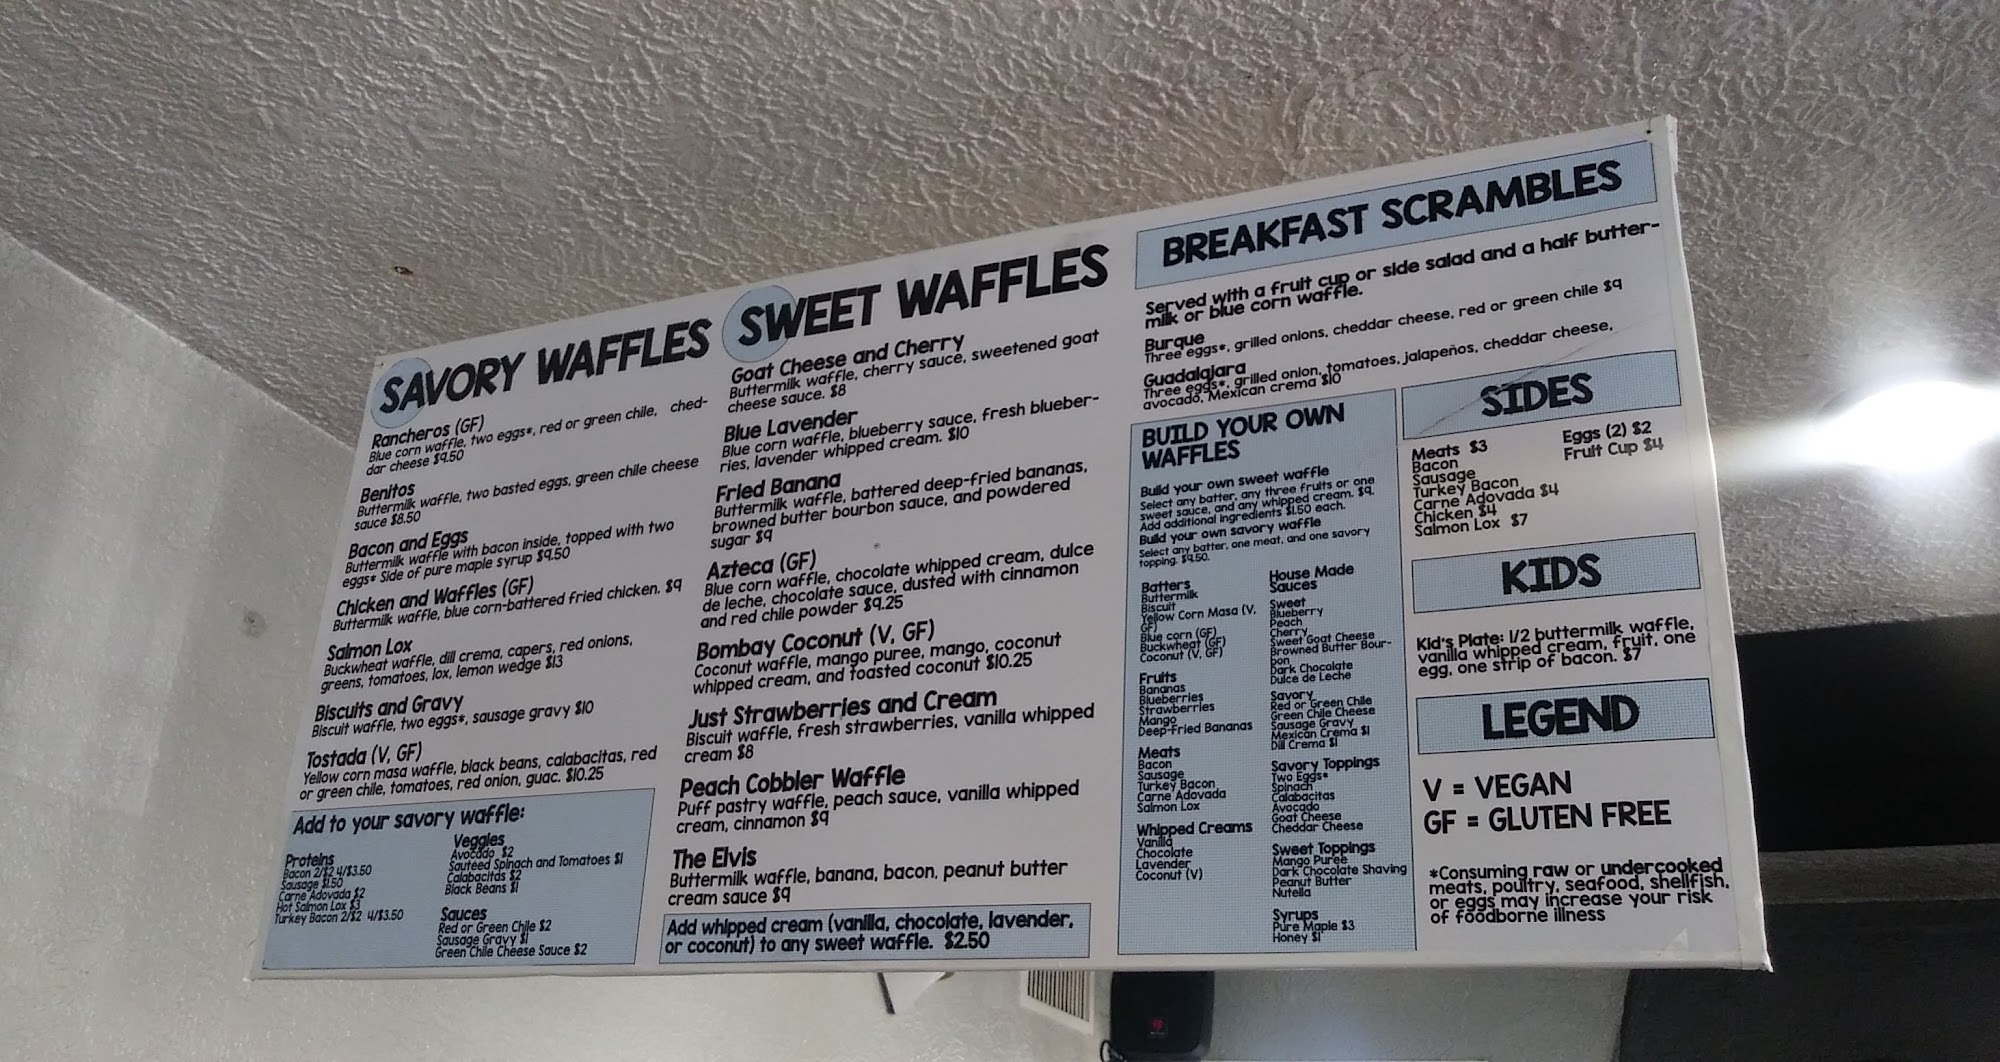 SAVORY WAFFLES
Rancheros (GF)
Blue corn waffle, two eggs*, red or green chile, ched-
dar cheese $9.50
Benitos
Buttermilk waffle, two basted eggs, green chile cheese
sauce $8.50
Bacon and Eggs
Buttermilk waffle with bacon inside, topped with two
eggs* Side of pure maple syrup $9.50
Chicken and Waffles (GF)
Buttermilk waffle, blue corn-battered fried chicken. $9
Salmon Lox
Buckwheat waffle, dill crema, capers, red onions,
greens, tomatoes, lox, lemon wedge $13
Biscuits and Gravy
Biscuit waffle, two eggs*, sausage gravy $10
Tostada (V, GF)
Yellow corn masa waffle, black beans, calabacitas, red
or green chile, tomatoes, red onion, guac. $10.25
Add to your savory waffle:
Proteins
Bacon 2/$2 4/$3.50
Sausage $1.50
Carne Adovada $2
Hot Salmon Lox $3
Turkey Bacon 2/$2 4/$3.50
Veggies
Avocado $2
Sauteed Spinach and Tomatoes $1
Calabacitas $2
Black Beans $1
Sauces
Red or Green Chile $2
Sausage Gravy $1
Green Chile Cheese Sauce $2
SWEET WAFFLES
Goat Cheese and Cherry
Buttermilk waffle, cherry sauce, sweetened goat
cheese sauce. $8
Blue Lavender
Blue corn waffle, blueberry sauce, fresh blueber-
ries, lavender whipped cream. $10
Fried Banana
Buttermilk waffle, battered deep-fried bananas,
browned butter bourbon sauce, and powdered
sugar $9
Azteca (GF)
Blue corn waffle, chocolate whipped cream, dulce
de leche, chocolate sauce, dusted with cinnamon
and red chile powder $9.25
Bombay Coconut (V, GF)
Coconut waffle, mango puree, mango, coconut
whipped cream, and toasted coconut $10.25
Just Strawberries and Cream
Biscuit waffle, fresh strawberries, vanilla whipped
cream $8
Peach Cobbler Waffle
Puff pastry waffle, peach sauce, vanilla whipped
cream, cinnamon $9
The Elvis
Buttermilk waffle, banana, bacon, peanut butter
cream sauce $9
Add whipped cream (vanilla, chocolate, lavender,
or coconut) to any sweet waffle. $2.50
BREAKFAST SCRAMBLES
Served with a fruit cup or side salad and a half butter-
milk or blue corn waffle.
Burque
Three eggs*, grilled onions, cheddar cheese, red or green chile $9
Guadalajara
Three eggs*, grilled onion, tomatoes, jalapeños, cheddar cheese,
avocado, Mexican crema $10
BUILD YOUR OWN
WAFFLES
Build your own sweet waffle
Select any batter, any three fruits or one
sweet sauce, and any whipped cream. $9.
Add additional ingredients $1.50 each.
Build your own savory waffle
Select any batter, one meat, and one savory
topping. $9.50.
Batters
Buttermilk
Biscuit
Yellow Corn Masa (V,
GF)
Blue corn (GF)
Buckwheat (GF)
Coconut (V, GF)
Fruits
Bananas
Blueberries
Strawberries
Mango
Deep-Fried Bananas
Meats
Bacon
Sausage
Turkey Bacon
Carne Adovada
Salmon Lox
Whipped Creams
Vanilla
Chocolate
Lavender
Coconut (V)
House Made
Sauces
Sweet
Blueberry
Peach
Cherry
Sweet Goat Cheese
Browned Butter Bour-
bon
Dark Chocolate
Dulce de Leche
Savory
Red or Green Chile
Green Chile Cheese
Sausage Gravy
Mexican Crema $1
Dill Crema $1
Savory Toppings
Two Eggs*
Spinach
Calabacitas
Avocado
Goat Cheese
Cheddar Cheese
Sweet Toppings
Mango Puree
Dark Chocolate Shaving
Peanut Butter
Nutella
Syrups
Pure Maple $3
Honey $1
SIDES
Meats $3
Bacon
Sausage
Turkey Bacon
Carne Adovada $4
Chicken $4
Salmon Lox $7
Eggs (2) $2
Fruit Cup $4
KIDS
Kid's Plate: 1/2 buttermilk waffle,
vanilla whipped cream, fruit, one
egg, one strip of bacon. $7
LEGEND
V = VEGAN
GF = GLUTEN FREE
*Consuming raw or undercooked
meats, poultry, seafood, shellfish,
or eggs may increase your risk
of foodborne illness